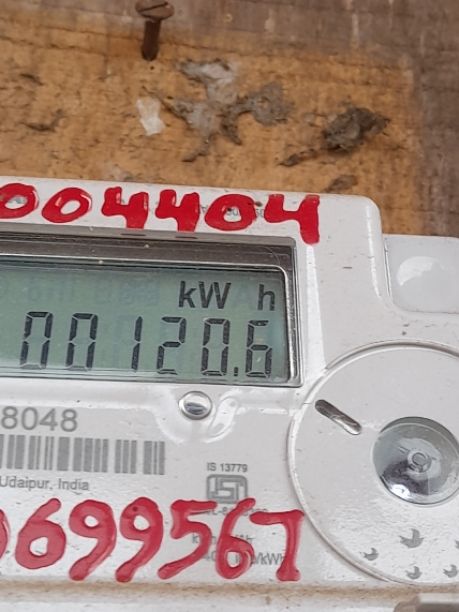 004404
kW h
00120.6
8048
Udaipur, India
IS 13779
699567